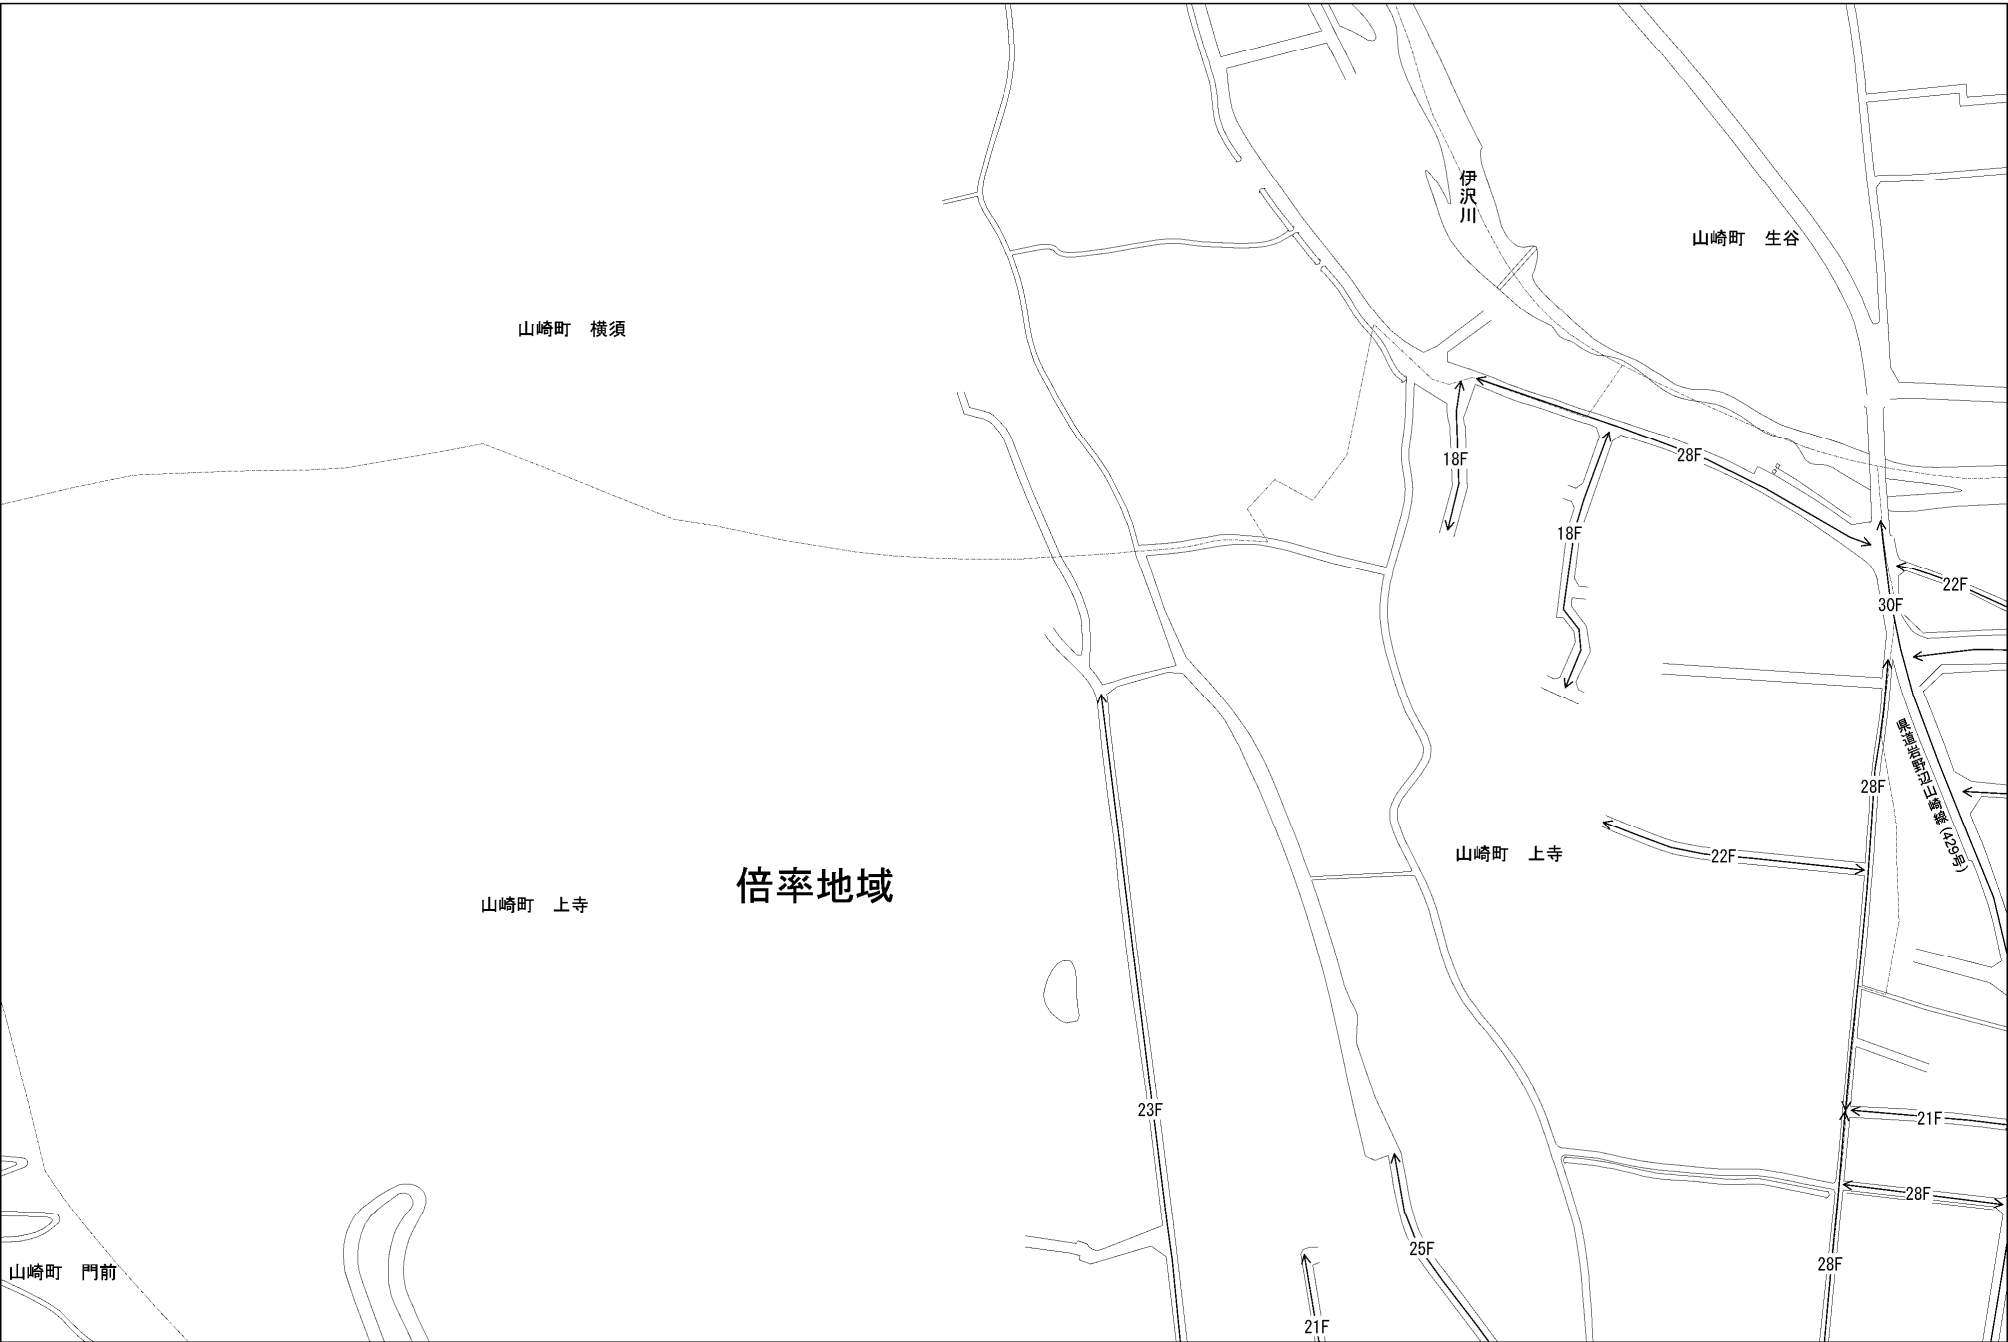 伊沢川
山崎町　生谷
山崎町　横須
18F
28F
18F
22F
30F
県道岩野辺山崎線(429号)
28F
山崎町　上寺
22F
倍率地域
山崎町　上寺
23F
21F
28F
25F
28F
山崎町　門前
21F